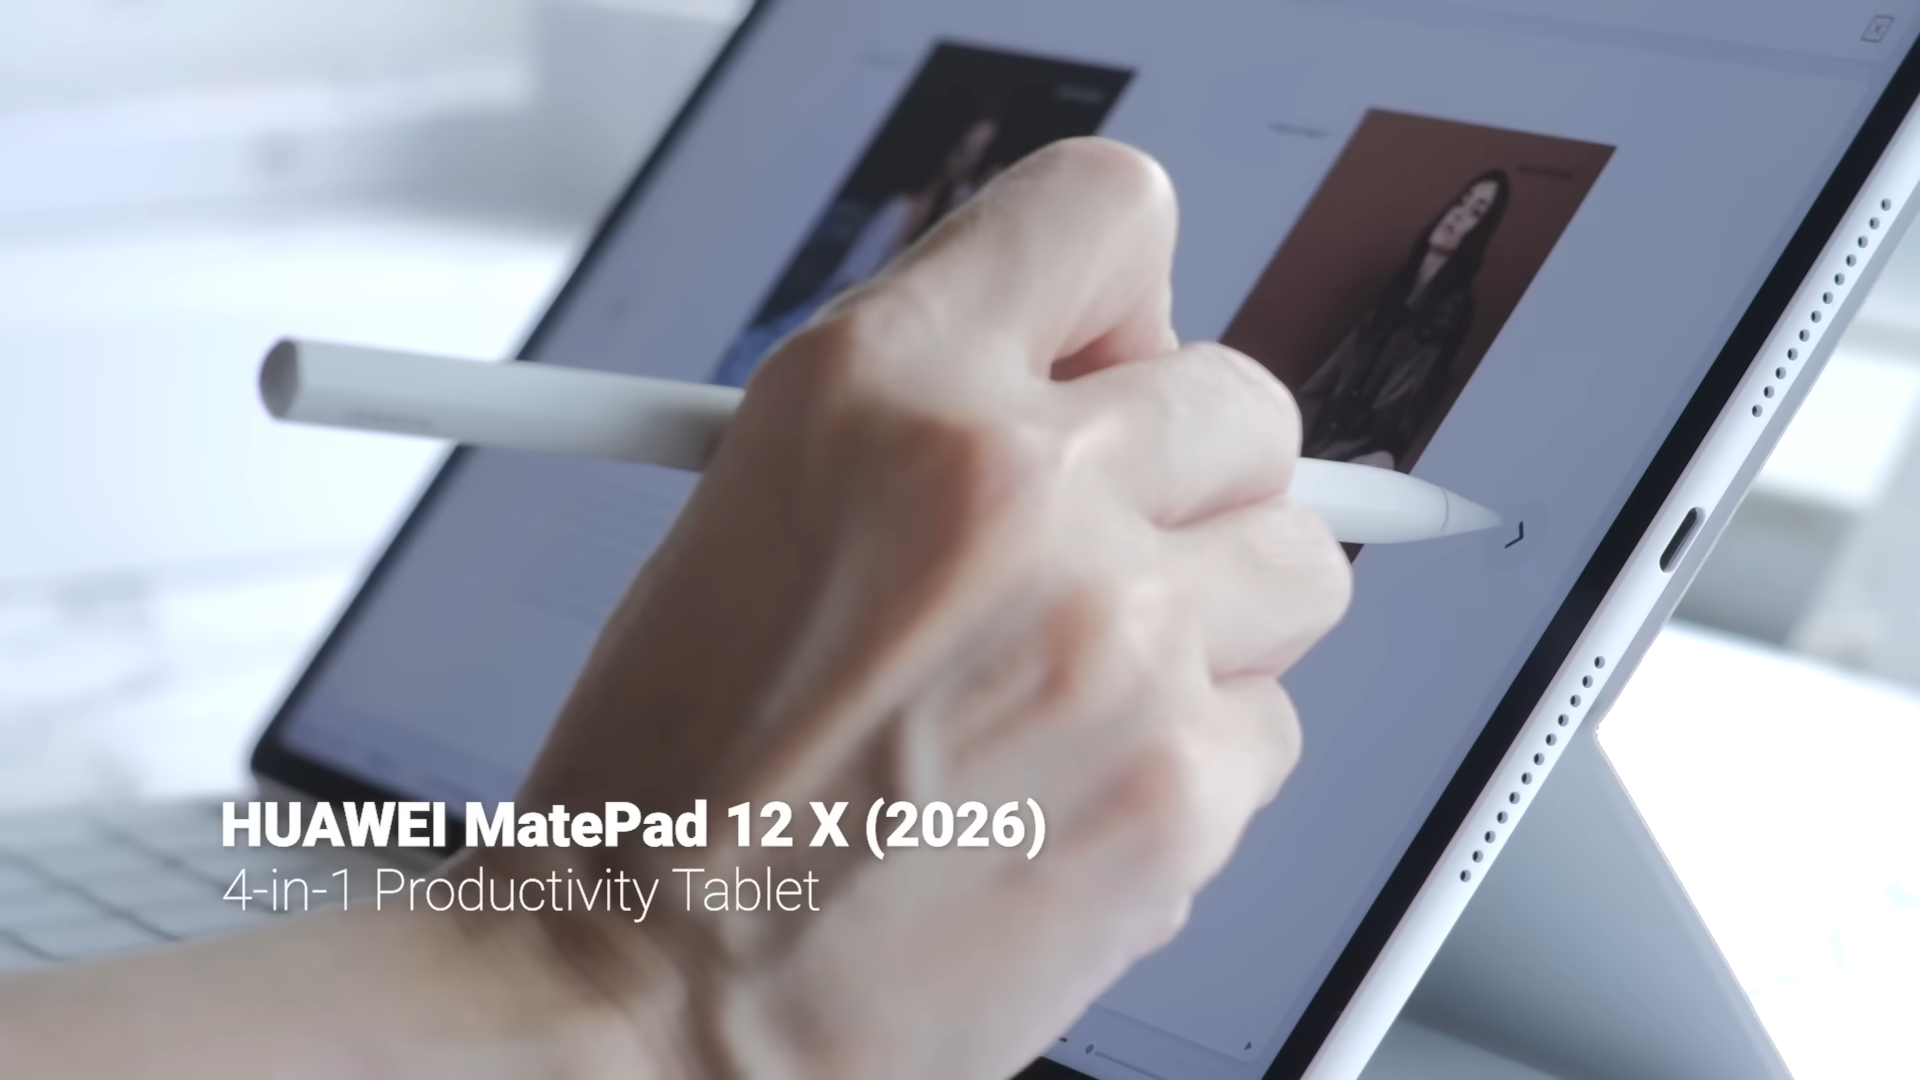 HUAWEI MatePad 12 X (2026)
4-in-1 Productivity Tablet